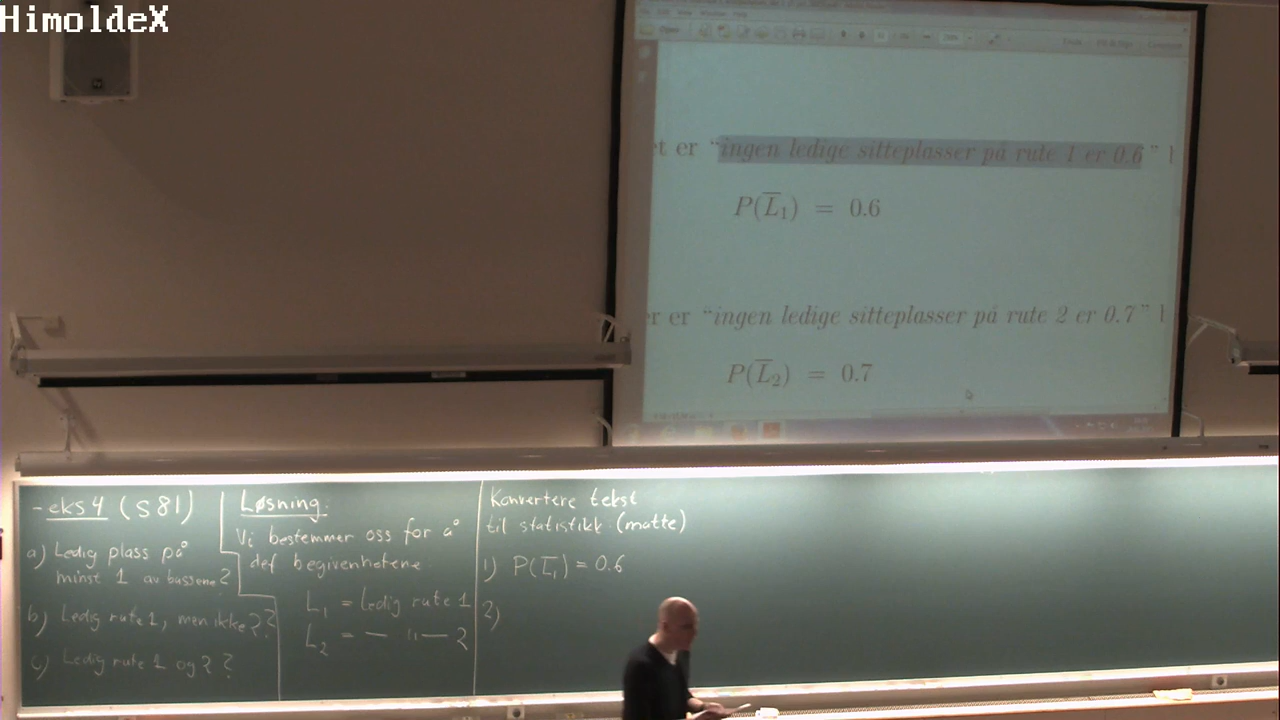 HimoldeX
et er "ingen ledige sitteplasser på rute 1 er 0.6"
P(L̅₁) = 0.6
er "ingen ledige sitteplasser på rute 2 er 0.7"
P(L̅₂) = 0.7
- eks 4 (S 81)
a) Ledig plass på
minst 1 av bussene?
b) Ledig rute 1, men ikke 2?
c) Ledig rute 1 og 2 ?
Løsning:
Vi bestemmer oss for å
def begivenhetene
L₁ = Ledig rute 1
L₂ = — " — 2
Konvertere tekst
til statistikk (matte)
1) P(L̅₁) = 0.6
2)